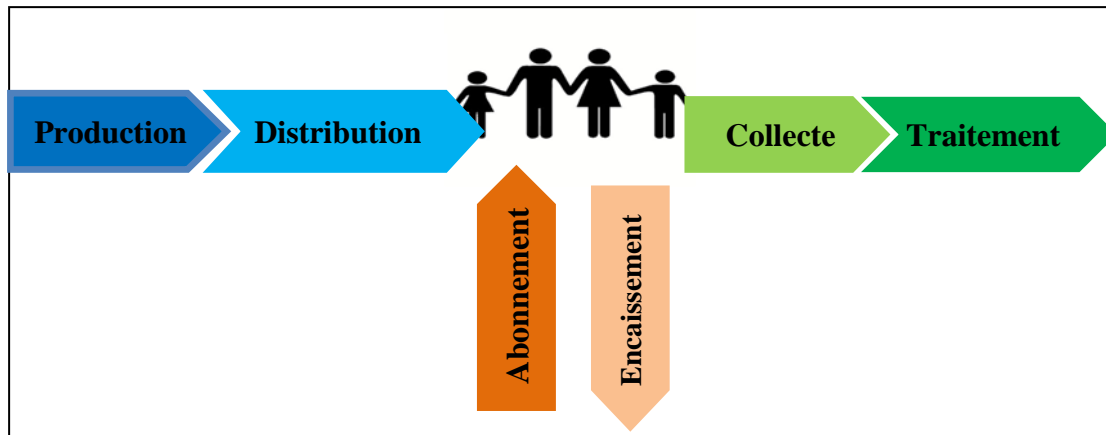 Production
Distribution
Collecte
Traitement
Abonnement
Encaissement